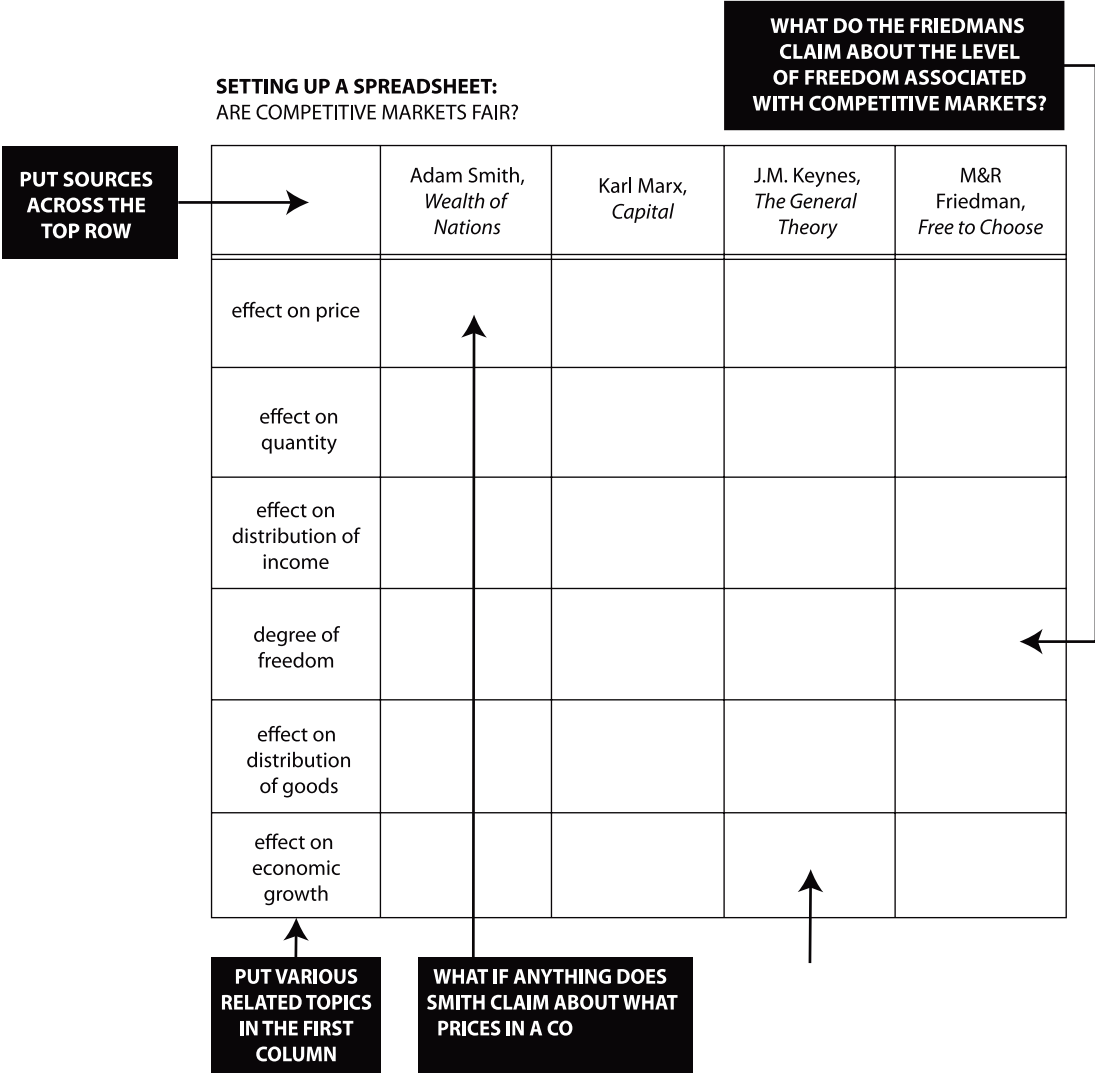 WHAT DO THE FRIEDMANS
CLAIM ABOUT THE LEVEL
OF FREEDOM ASSOCIATED
WITH COMPETITIVE MARKETS?
SETTING UP A SPREADSHEET:
ARE COMPETITIVE MARKETS FAIR?
PUT SOURCES
ACROSS THE
TOP ROW
Adam Smith,
Wealth of
Nations
Karl Marx,
Capital
J.M. Keynes,
The General
Theory
M&R
Friedman,
Free to Choose
effect on price
effect on
quantity
effect on
distribution of
income
degree of
freedom
effect on
distribution
of goods
effect on
economic
growth
PUT VARIOUS
RELATED TOPICS
IN THE FIRST
COLUMN
WHAT IF ANYTHING DOES
SMITH CLAIM ABOUT WHAT
PRICES IN A CO